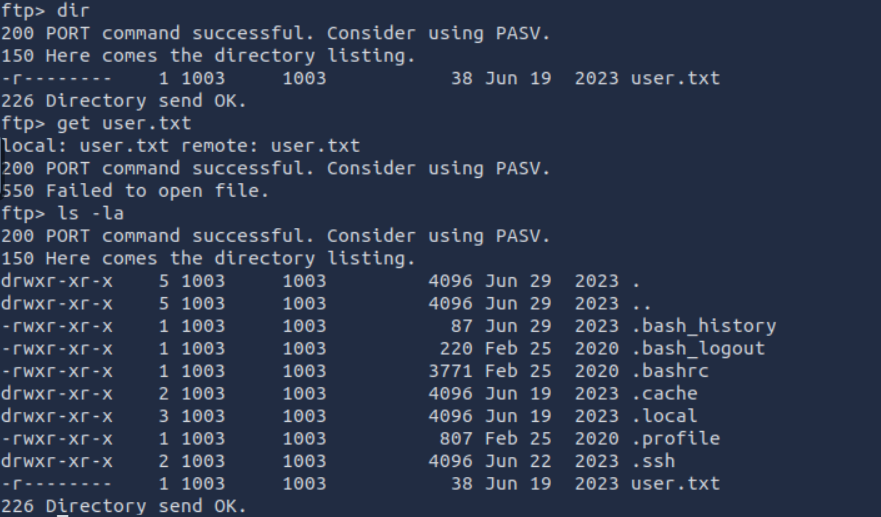 ftp> dir
200 PORT command successful. Consider using PASV.
150 Here comes the directory listing.
-r--------    1 1003     1003           38 Jun 19  2023 user.txt
226 Directory send OK.
ftp> get user.txt
local: user.txt remote: user.txt
200 PORT command successful. Consider using PASV.
550 Failed to open file.
ftp> ls -la
200 PORT command successful. Consider using PASV.
150 Here comes the directory listing.
drwxr-xr-x    5 1003     1003         4096 Jun 29  2023 .
drwxr-xr-x    5 1003     1003         4096 Jun 29  2023 ..
-rwxr-xr-x    1 1003     1003           87 Jun 29  2023 .bash_history
-rwxr-xr-x    1 1003     1003          220 Feb 25  2020 .bash_logout
-rwxr-xr-x    1 1003     1003         3771 Feb 25  2020 .bashrc
drwxr-xr-x    2 1003     1003         4096 Jun 19  2023 .cache
drwxr-xr-x    3 1003     1003         4096 Jun 19  2023 .local
-rwxr-xr-x    1 1003     1003          807 Feb 25  2020 .profile
drwxr-xr-x    2 1003     1003         4096 Jun 22  2023 .ssh
-r--------    1 1003     1003           38 Jun 19  2023 user.txt
226 Directory send OK.